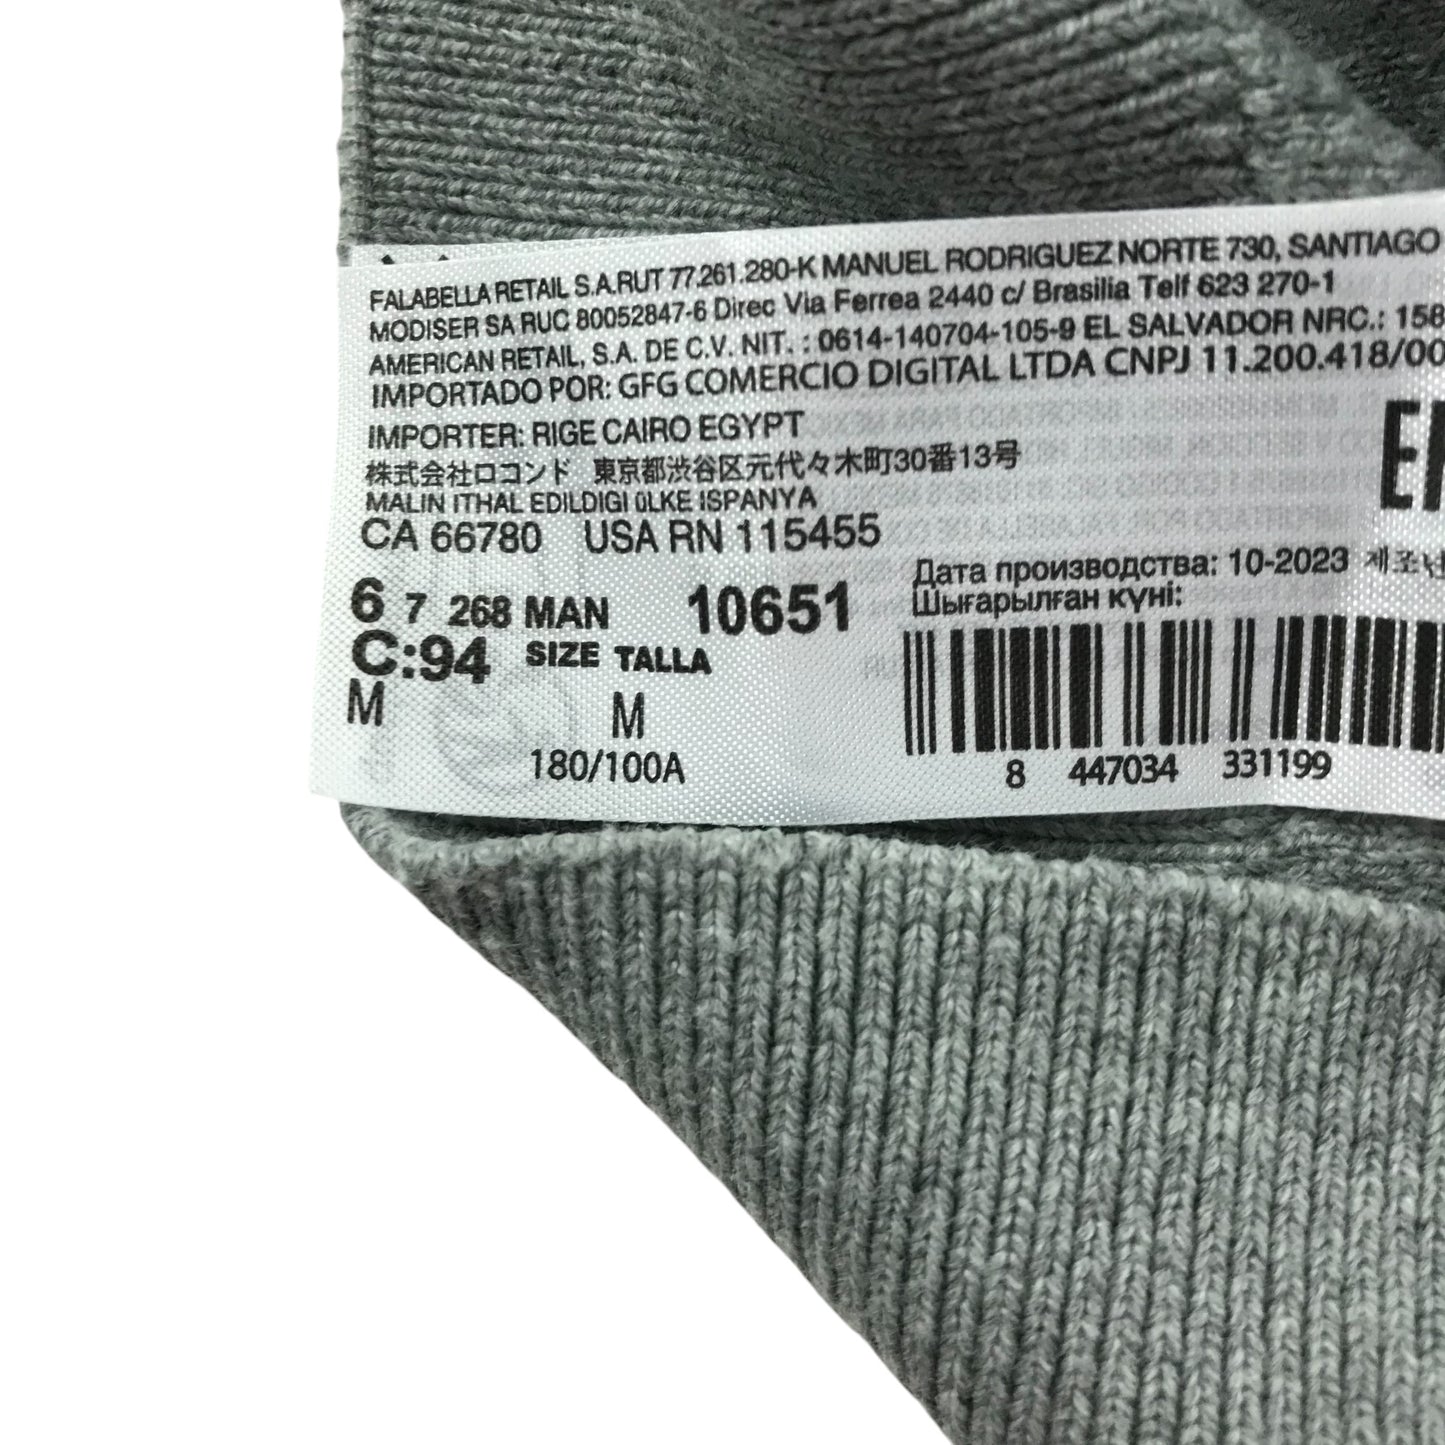 FALABELLA RETAIL S.A.RUT 77.261.280-K MANUEL RODRIGUEZ NORTE 730, SANTIAGO
MODISER SA RUC 80052847-6 Direc Via Ferrea 2440 c/ Brasilia Telf 623 270-1
AMERICAN RETAIL, S.A. DE C.V. NIT. : 0614-140704-105-9 EL SALVADOR NRC.: 158
IMPORTADO POR: GFG COMERCIO DIGITAL LTDA CNPJ 11.200.418/00
IMPORTER: RIGE CAIRO EGYPT
株式会社ロコンド 東京都渋谷区元代々木町30番13号
MALIN ITHAL EDILDIGI ÜLKE ISPANYA
CA 66780 USA RN 115455
Дата производства: 10-2023 제조년
Шығарылған күні:
6 7 268 MAN 10651
C:94 SIZE TALLA
M M
180/100A
8 447034 331199